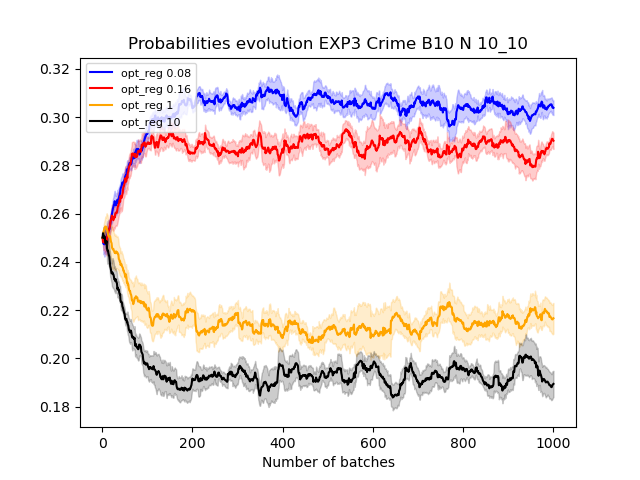 Probabilities evolution EXP3 Crime B10 N 10_10
0.32
0.30
0.28
0.26
0.24
0.22
0.20
0.18
opt_reg 0.08
opt_reg 0.16
opt_reg 1
opt_reg 10
0 200 400 600 800 1000
Number of batches